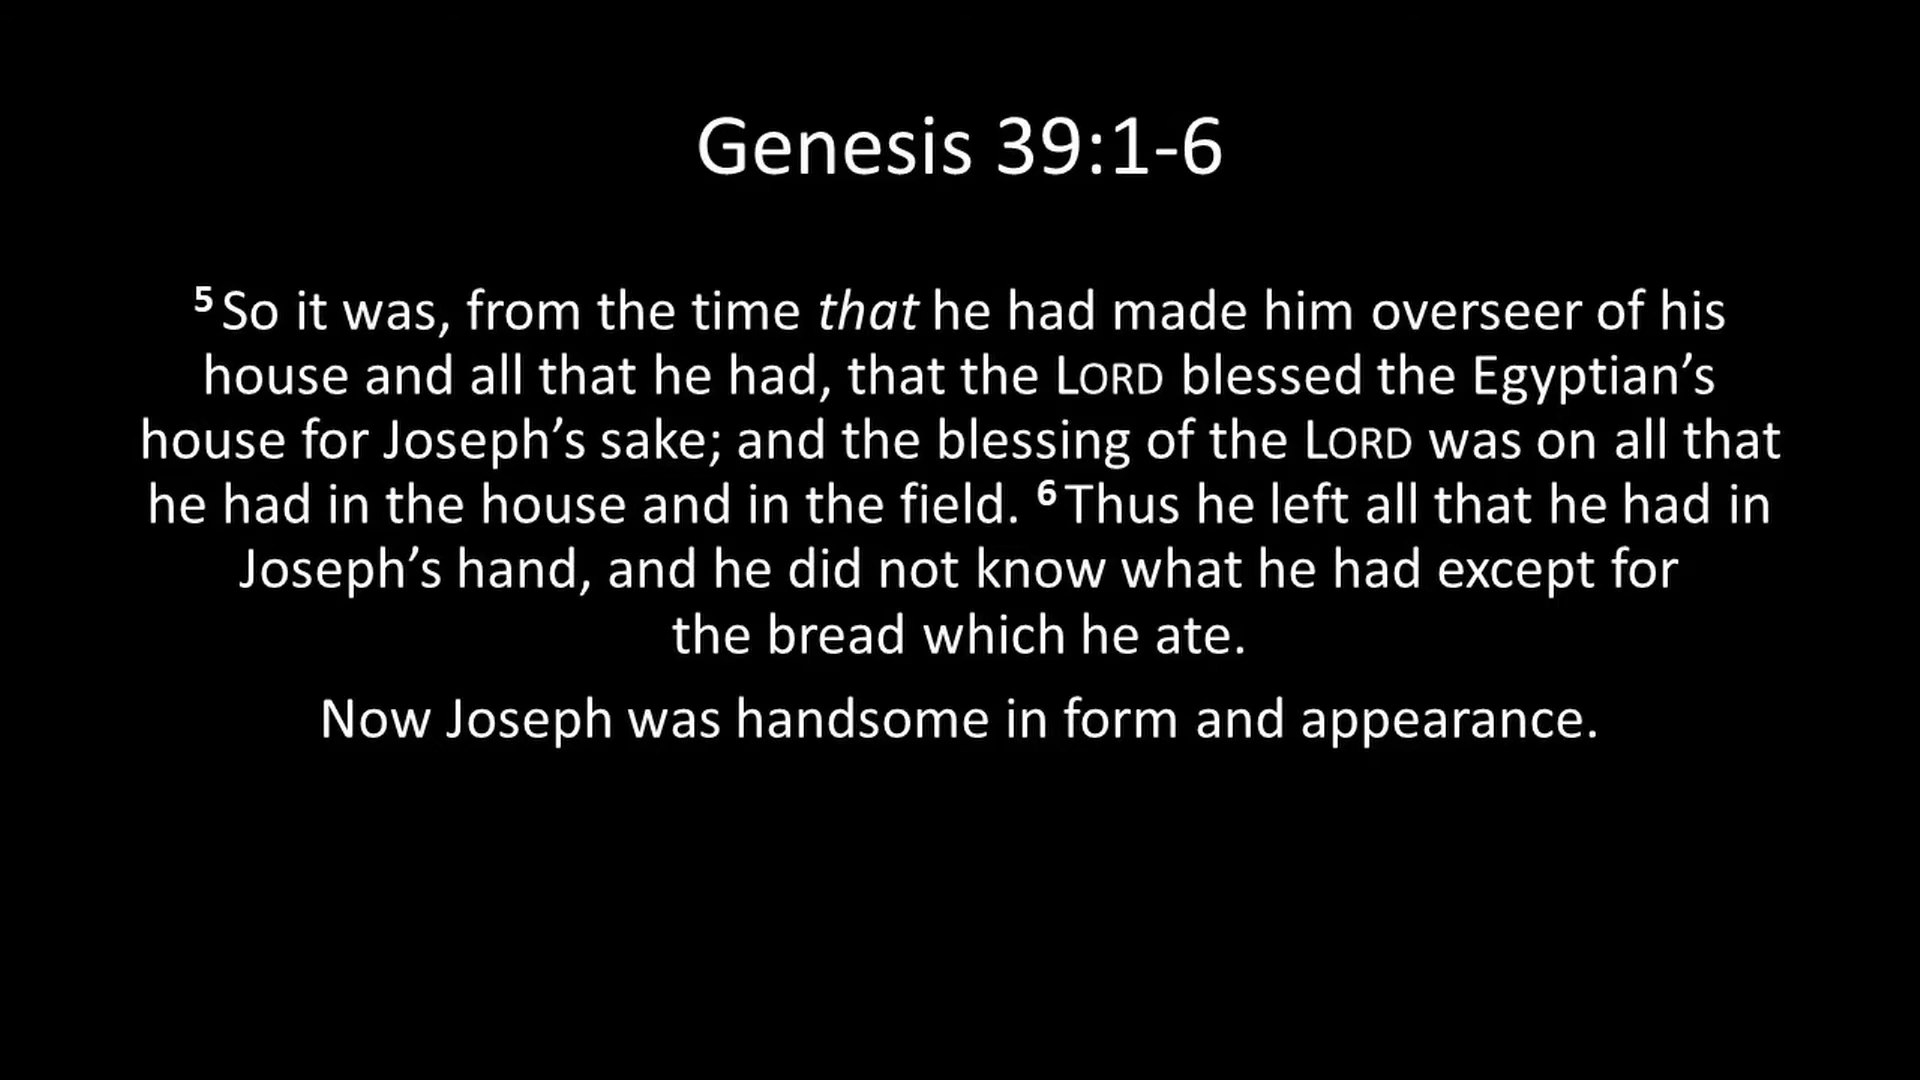 Genesis 39:1-6
5 So it was, from the time that he had made him overseer of his
house and all that he had, that the LORD blessed the Egyptian’s
house for Joseph’s sake; and the blessing of the LORD was on all that
he had in the house and in the field. 6 Thus he left all that he had in
Joseph’s hand, and he did not know what he had except for
the bread which he ate.
Now Joseph was handsome in form and appearance.